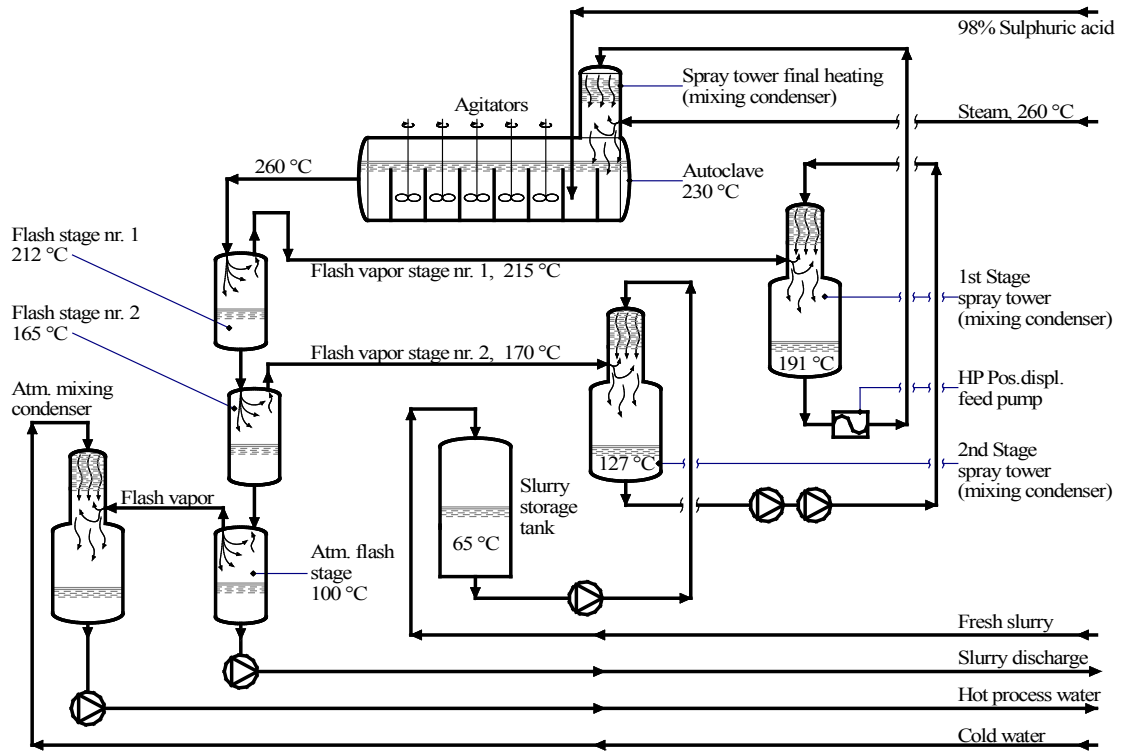 98% Sulphuric acid
Spray tower final heating
(mixing condenser)
Agitators
Steam, 260 °C
260 °C
Autoclave
230 °C
Flash stage nr. 1
212 °C
Flash vapor stage nr. 1, 215 °C
1st Stage
spray tower
(mixing condenser)
Flash stage nr. 2
165 °C
Flash vapor stage nr. 2, 170 °C
191 °C
HP Pos.displ.
feed pump
Atm. mixing
condenser
127 °C
2nd Stage
spray tower
(mixing condenser)
Flash vapor
Slurry
storage
tank
65 °C
Atm. flash
stage
100 °C
Fresh slurry
Slurry discharge
Hot process water
Cold water